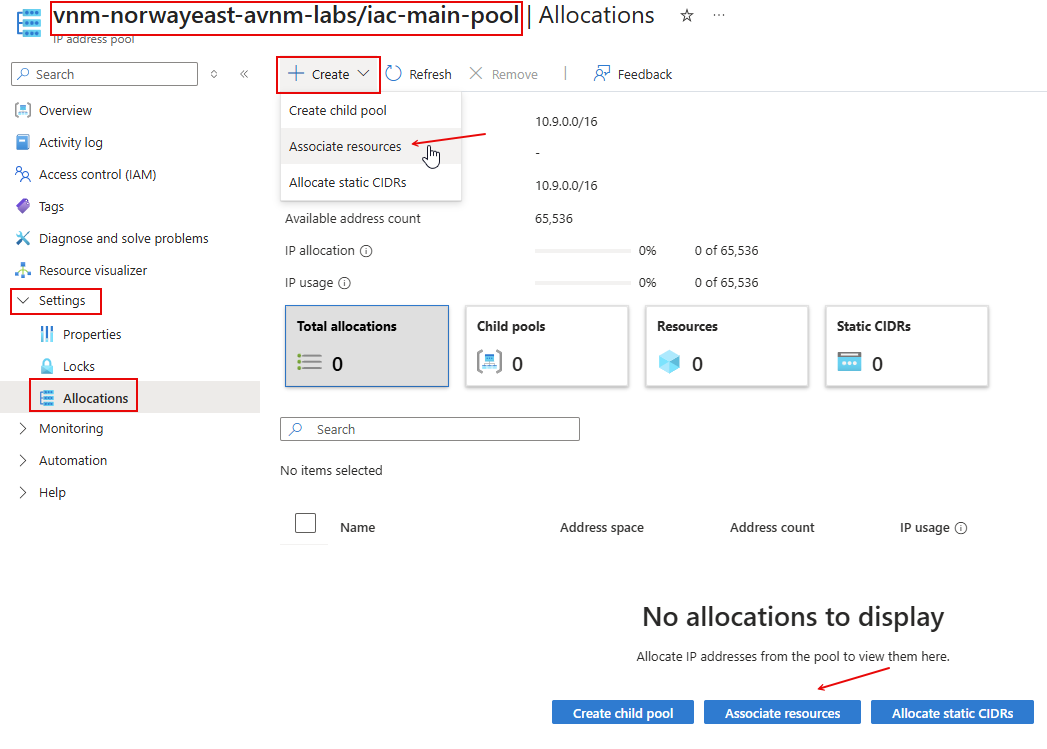 vnm-norwayeast-avnm-labs/iac-main-pool | Allocations
IP address pool
Search
Overview
Activity log
Access control (IAM)
Tags
Diagnose and solve problems
Resource visualizer
Settings
Properties
Locks
Allocations
Monitoring
Automation
Help
Create
Refresh
Remove
Feedback
Create child pool
Associate resources
Allocate static CIDRs
10.9.0.0/16
-
10.9.0.0/16
Available address count 65,536
IP allocation 0% 0 of 65,536
IP usage 0% 0 of 65,536
Total allocations
0
Child pools
0
Resources
0
Static CIDRs
0
Search
No items selected
Name Address space Address count IP usage
No allocations to display
Allocate IP addresses from the pool to view them here.
Create child pool Associate resources Allocate static CIDRs